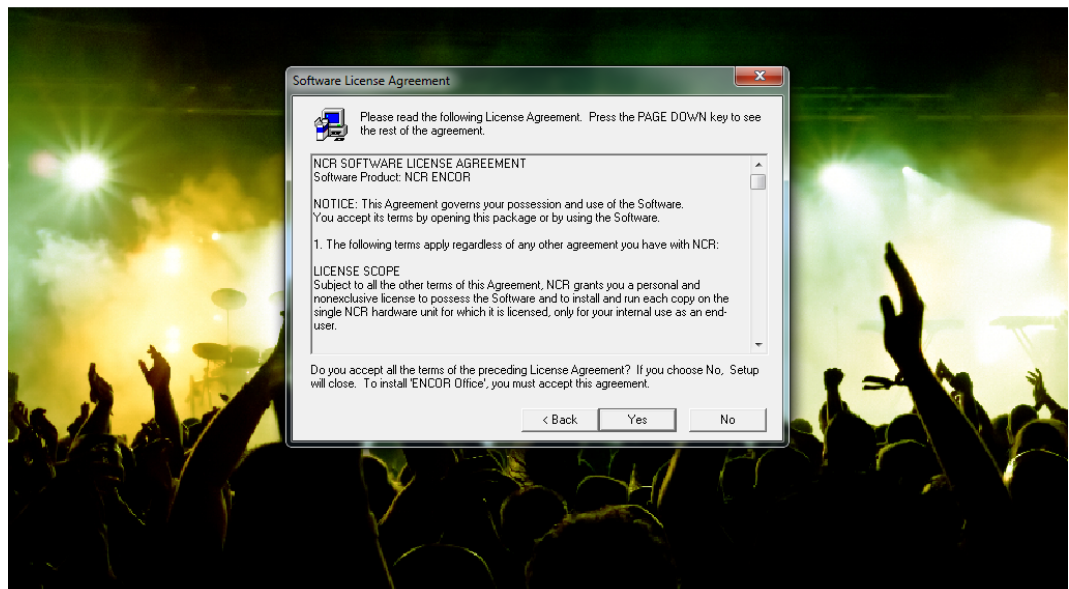 Software License Agreement
Please read the following License Agreement. Press the PAGE DOWN key to see
the rest of the agreement.
NCR SOFTWARE LICENSE AGREEMENT
Software Product: NCR ENCOR
NOTICE: This Agreement governs your possession and use of the Software.
You accept its terms by opening this package or by using the Software.
1. The following terms apply regardless of any other agreement you have with NCR:
LICENSE SCOPE
Subject to all the other terms of this Agreement, NCR grants you a personal and
nonexclusive license to possess the Software and to install and run each copy on the
single NCR hardware unit for which it is licensed, only for your internal use as an end-
user.
Do you accept all the terms of the preceding License Agreement? If you choose No, Setup
will close. To install 'ENCOR Office', you must accept this agreement.
< Back Yes No